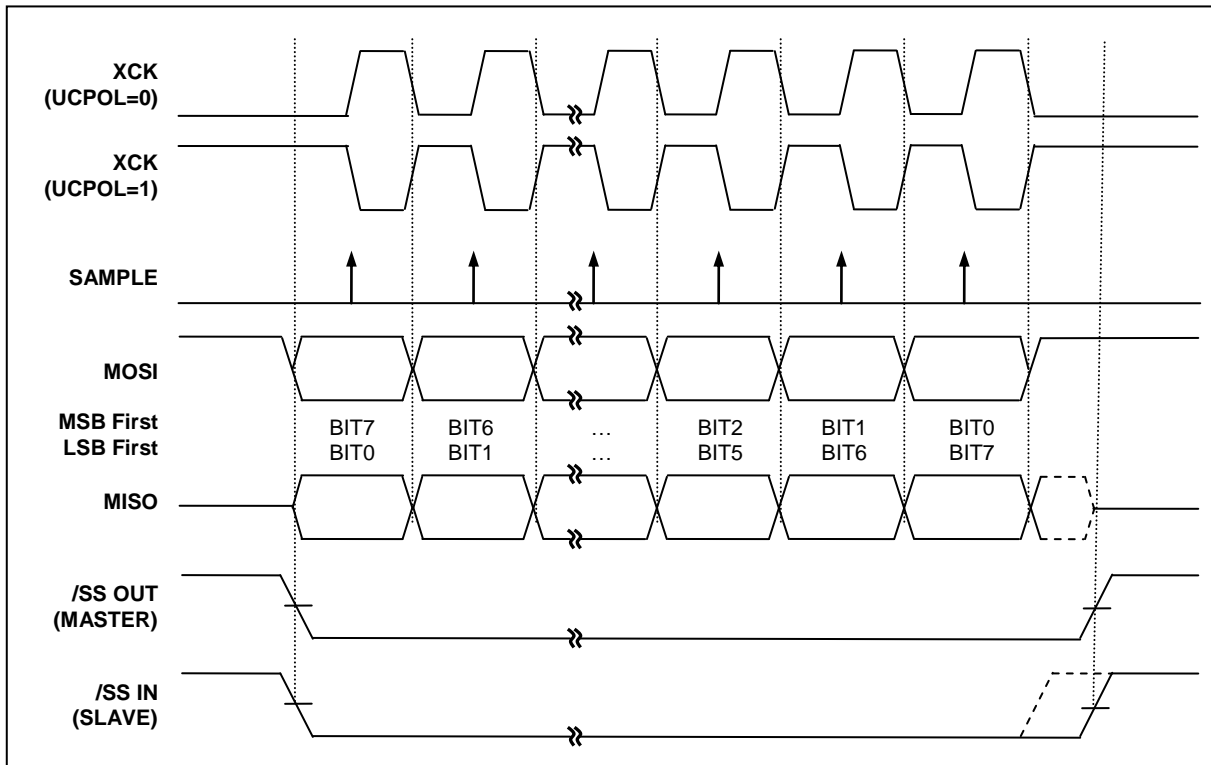 XCK
(UCPOL=0)
XCK
(UCPOL=1)
SAMPLE
MOSI
MSB First BIT7 BIT6 … BIT2 BIT1 BIT0
LSB First BIT0 BIT1 … BIT5 BIT6 BIT7
MISO
/SS OUT
(MASTER)
/SS IN
(SLAVE)